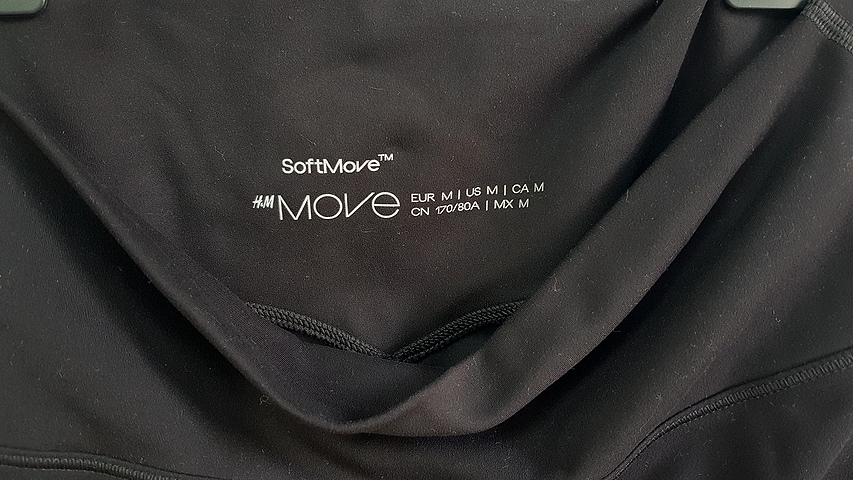 SoftMove™
H&M MOVE EUR M | US M | CA M
CN 170/80A | MX M